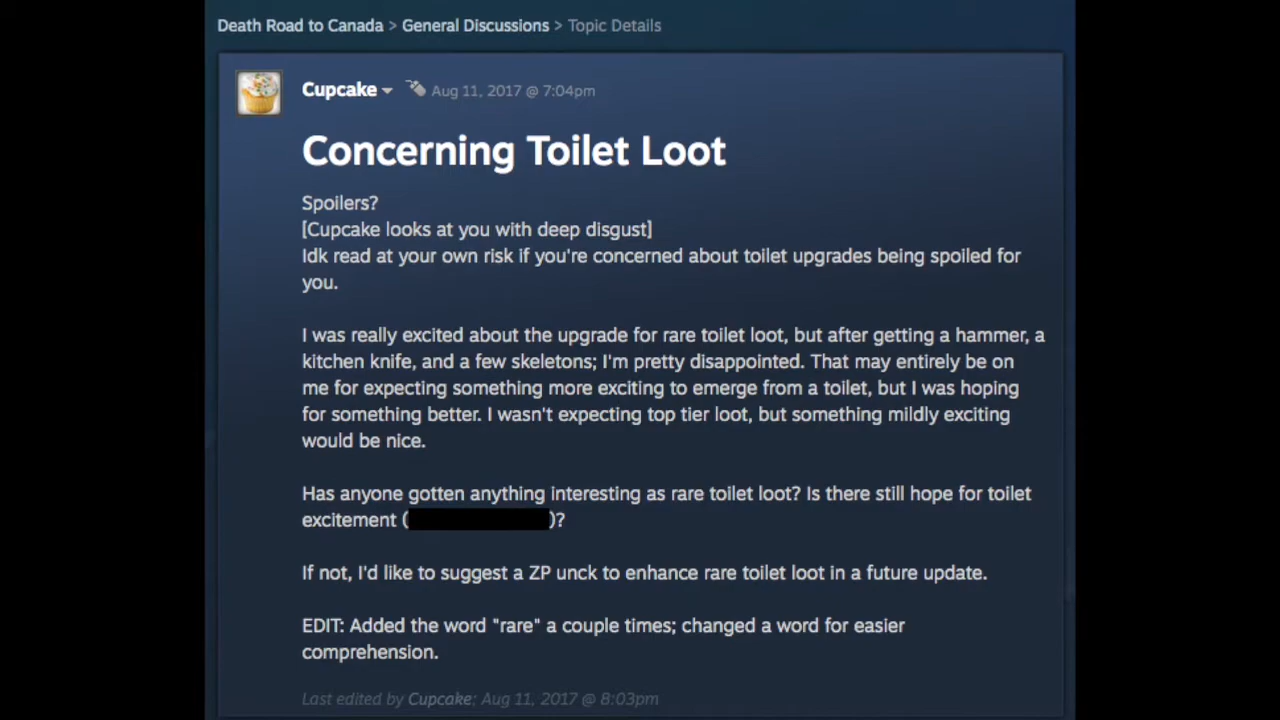 Death Road to Canada > General Discussions > Topic Details
Cupcake Aug 11, 2017 @ 7:04pm
Concerning Toilet Loot
Spoilers?
[Cupcake looks at you with deep disgust]
Idk read at your own risk if you're concerned about toilet upgrades being spoiled for
you.
I was really excited about the upgrade for rare toilet loot, but after getting a hammer, a
kitchen knife, and a few skeletons; I'm pretty disappointed. That may entirely be on
me for expecting something more exciting to emerge from a toilet, but I was hoping
for something better. I wasn't expecting top tier loot, but something mildly exciting
would be nice.
Has anyone gotten anything interesting as rare toilet loot? Is there still hope for toilet
excitement ( )?
If not, I'd like to suggest a ZP unck to enhance rare toilet loot in a future update.
EDIT: Added the word "rare" a couple times; changed a word for easier
comprehension.
Last edited by Cupcake; Aug 11, 2017 @ 8:03pm